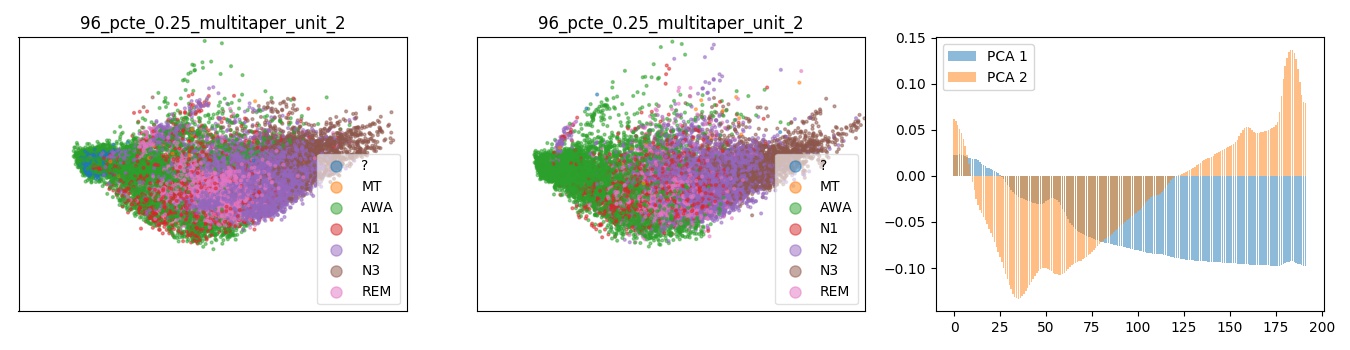 96_pcte_0.25_multitaper_unit_2
?
MT
AWA
N1
N2
N3
REM
96_pcte_0.25_multitaper_unit_2
?
MT
AWA
N1
N2
N3
REM
PCA 1
PCA 2
0.15
0.10
0.05
0.00
−0.05
−0.10
0 25 50 75 100 125 150 175 200